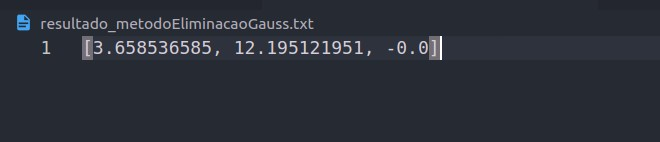 resultado_metodoEliminacaoGauss.txt
1 [3.658536585, 12.195121951, -0.0]